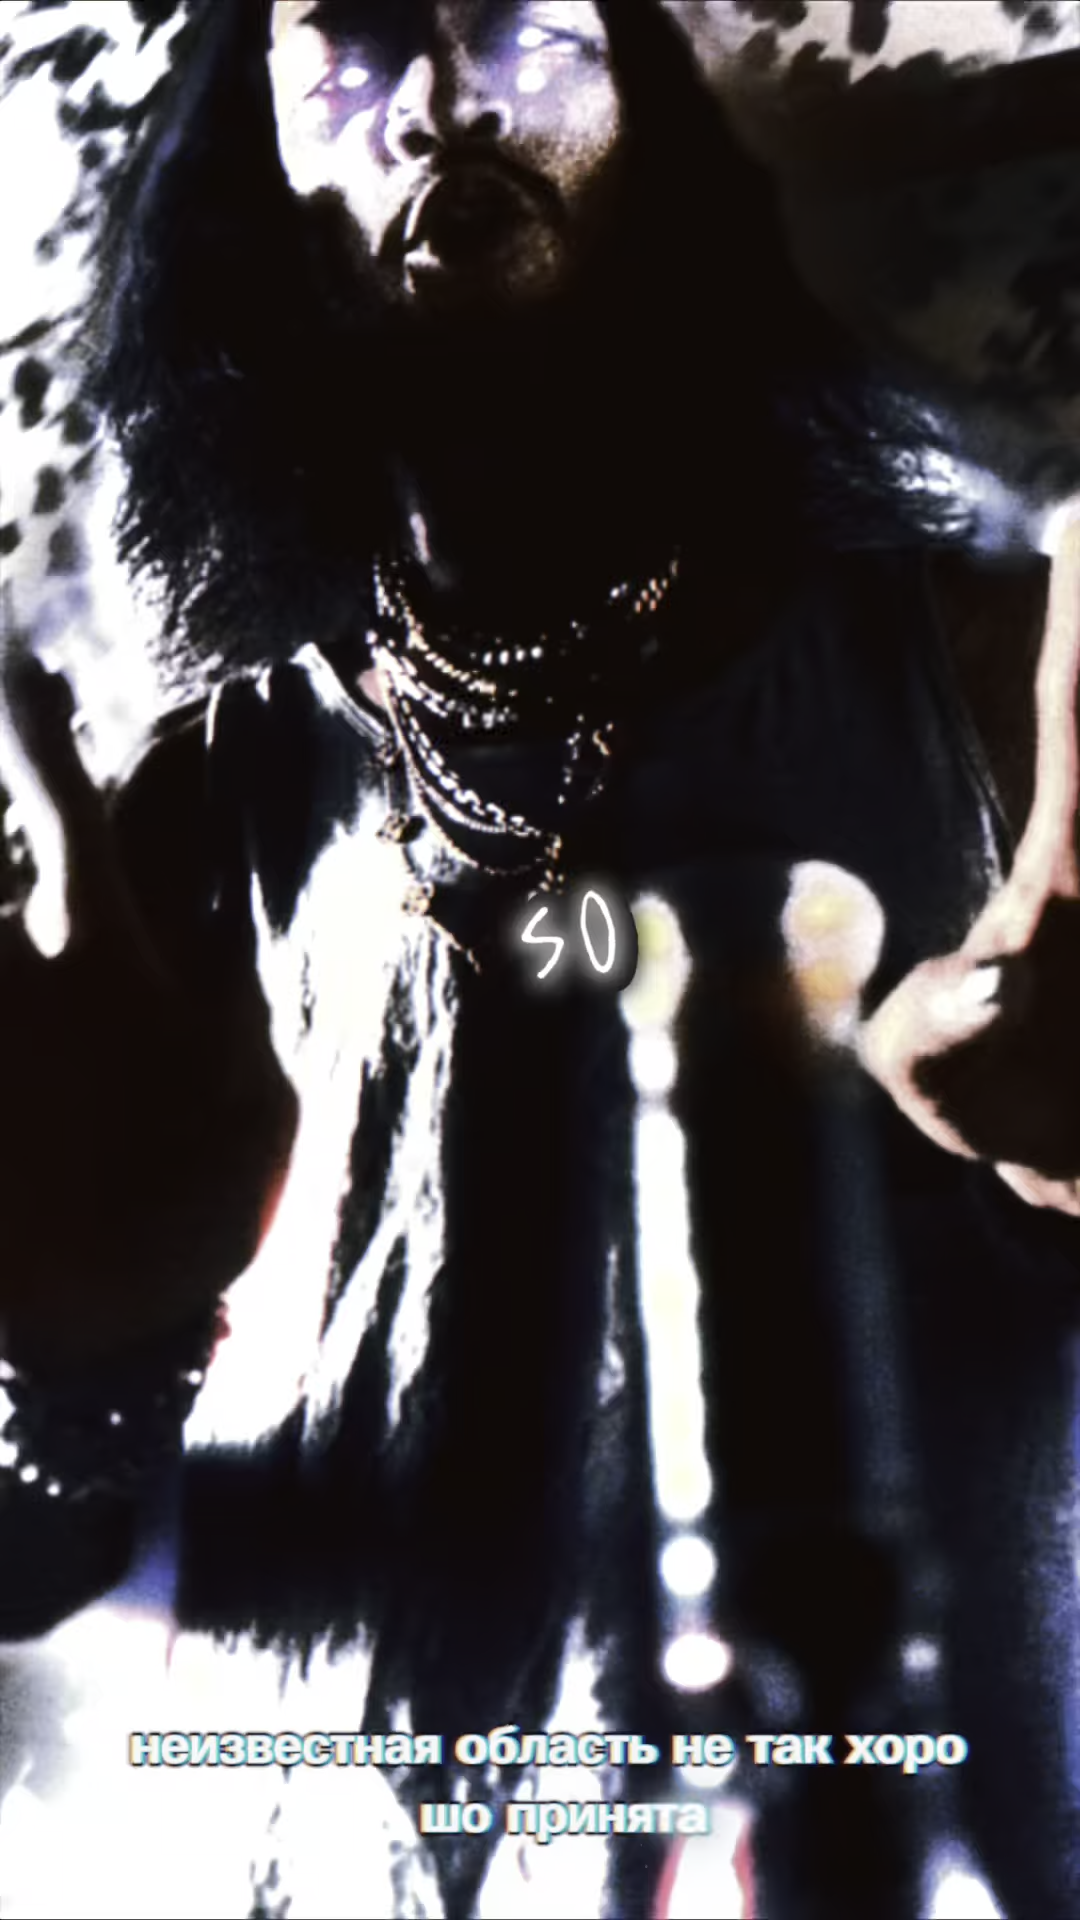 so
неизвестная область не так хоро
шо принята